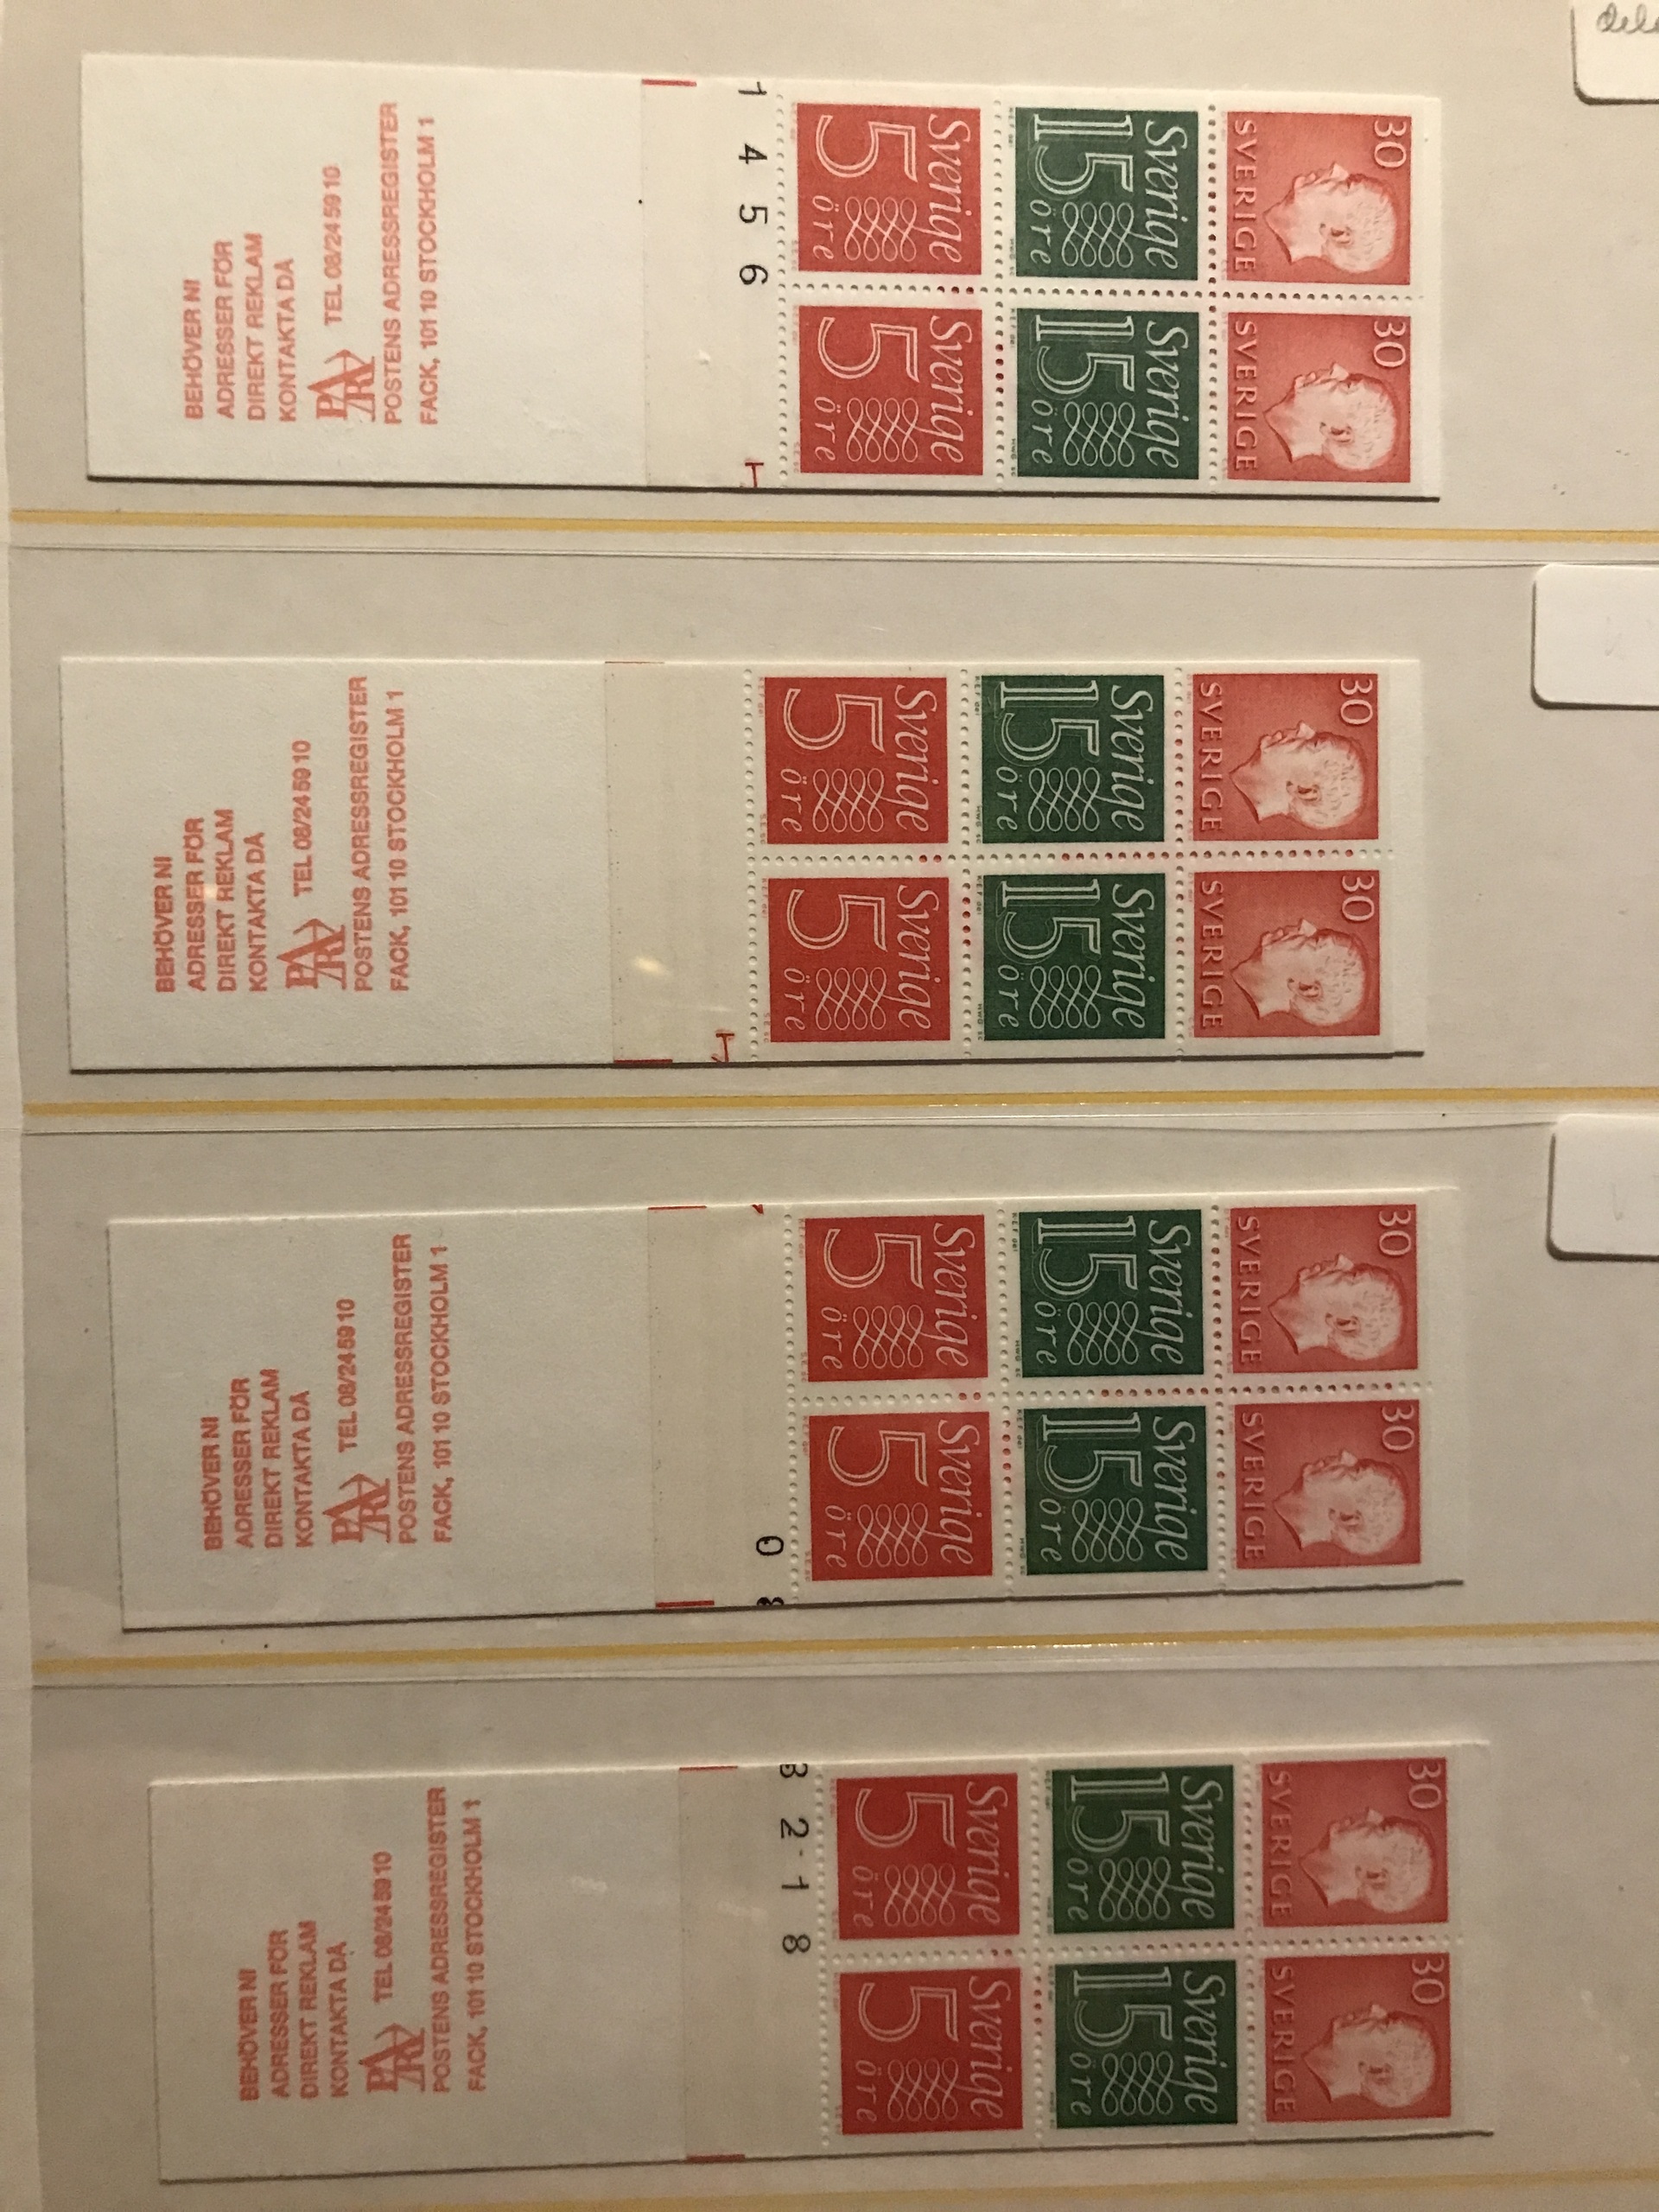 BEHÖVER NI
ADRESSER FÖR
DIREKT REKLAM
KONTAKTA DÅ
PAR TEL 08/24 59 10
POSTENS ADRESSREGISTER
FACK, 101 10 STOCKHOLM 1
1 4 5 6
Sverige 5 öre
Sverige 5 öre
Sverige 15 öre
Sverige 15 öre
30 SVERIGE
30 SVERIGE
BEHÖVER NI
ADRESSER FÖR
DIREKT REKLAM
KONTAKTA DÅ
PAR TEL 08/24 59 10
POSTENS ADRESSREGISTER
FACK, 101 10 STOCKHOLM 1
Sverige 5 öre
Sverige 5 öre
Sverige 15 öre
Sverige 15 öre
30 SVERIGE
30 SVERIGE
BEHÖVER NI
ADRESSER FÖR
DIREKT REKLAM
KONTAKTA DÅ
PAR TEL 08/24 59 10
POSTENS ADRESSREGISTER
FACK, 101 10 STOCKHOLM 1
0
Sverige 5 öre
Sverige 5 öre
Sverige 15 öre
Sverige 15 öre
30 SVERIGE
30 SVERIGE
BEHÖVER NI
ADRESSER FÖR
DIREKT REKLAM
KONTAKTA DÅ
PAR TEL 08/24 59 10
POSTENS ADRESSREGISTER
FACK, 101 10 STOCKHOLM 1
3 2-1 8
Sverige 5 öre
Sverige 5 öre
Sverige 15 öre
Sverige 15 öre
30 SVERIGE
30 SVERIGE